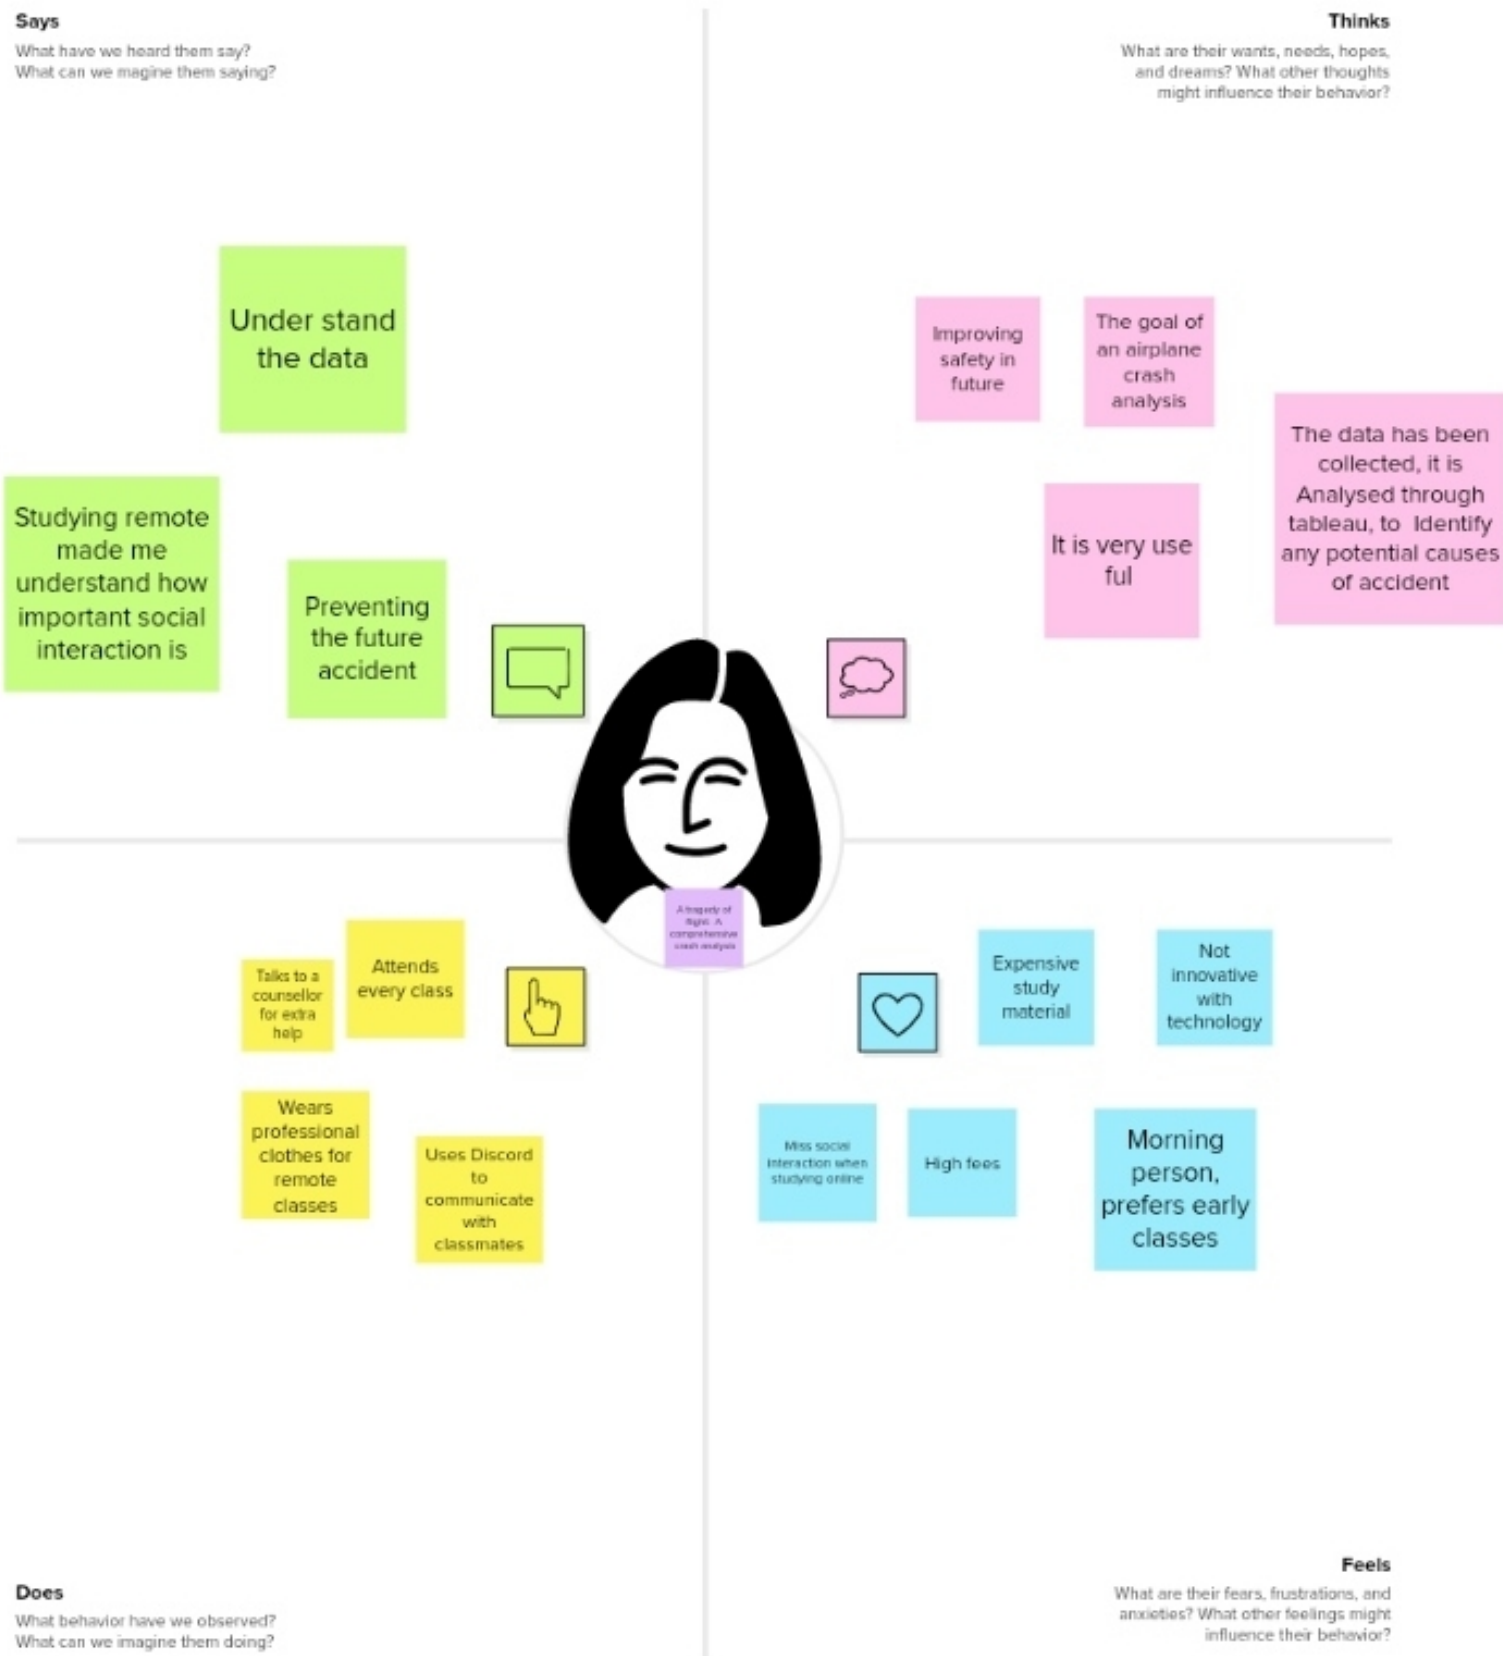 Says
What have we heard them say?
What can we magine them saying?
Thinks
What are their wants, needs, hopes,
and dreams? What other thoughts
might influence their behavior?
Under stand
the data
Studying remote
made me
understand how
important social
interaction is
Preventing
the future
accident
Improving
safety in
future
The goal of
an airplane
crash
analysis
The data has been
collected, it is
Analysed through
tableau, to Identify
any potential causes
of accident
It is very use
ful
A tragedy of
flight A
comprehensive
crash analysis
Talks to a
counsellor
for extra
help
Attends
every class
Wears
professional
clothes for
remote
classes
Uses Discord
to
communicate
with
classmates
Expensive
study
material
Not
innovative
with
technology
Miss social
interaction when
studying online
High fees
Morning
person,
prefers early
classes
Does
What behavior have we observed?
What can we imagine them doing?
Feels
What are their fears, frustrations, and
anxieties? What other feelings might
influence their behavior?